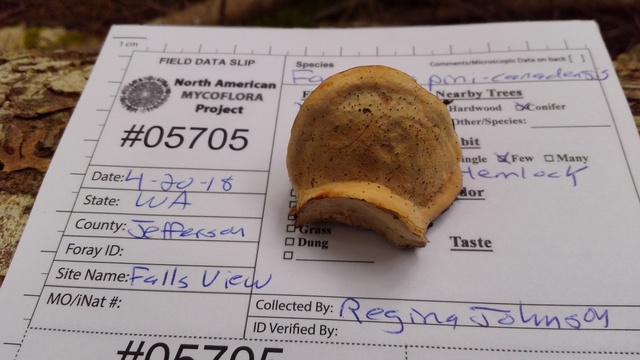 1 cm
FIELD DATA SLIP
North American
MYCOFLORA
Project
#05705
Date: 4-20-18
State: WA
County: Jefferson
Foray ID:
Site Name: Falls View
MO/iNat #:
Species
Comments/Microscopic Data on back [ ]
pini-canadensis
Nearby Trees
Hardwood Conifer
Other/Species:
Few Many
Hemlock
Taste
Grass
Dung
Collected By: Regina Johnson
ID Verified By:
#05705